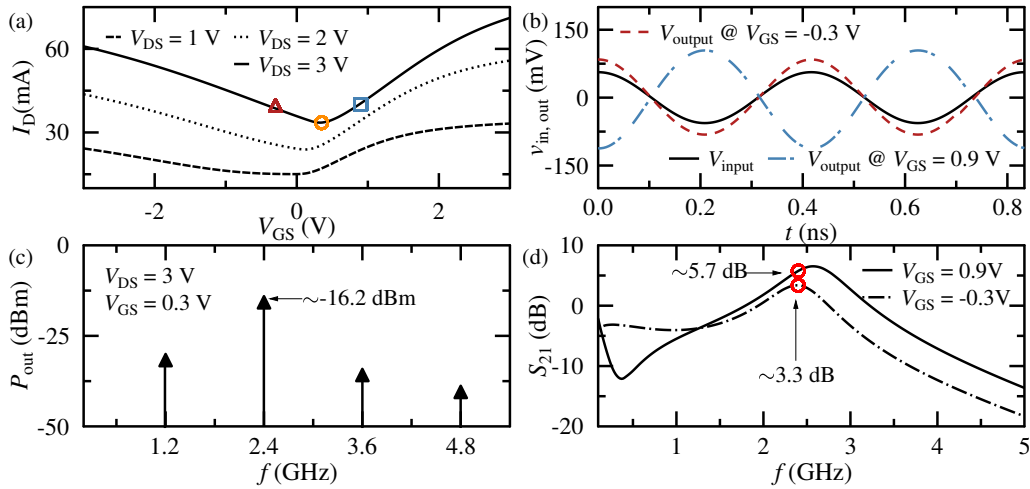 (a)
V_DS = 1 V
V_DS = 2 V
V_DS = 3 V
60
30
I_D(mA)
-2
0
2
V_GS (V)
(b)
V_output @ V_GS = -0.3 V
150
75
0
-75
-150
v_in, out (mV)
V_input
V_output @ V_GS = 0.9 V
0.0
0.2
0.4
0.6
0.8
t (ns)
(c)
V_DS = 3 V
V_GS = 0.3 V
~-16.2 dBm
0
-25
-50
P_out (dBm)
1.2
2.4
3.6
4.8
f (GHz)
(d)
~5.7 dB
V_GS = 0.9V
V_GS = -0.3V
~3.3 dB
10
0
-10
-20
S_21 (dB)
1
2
3
4
5
f (GHz)